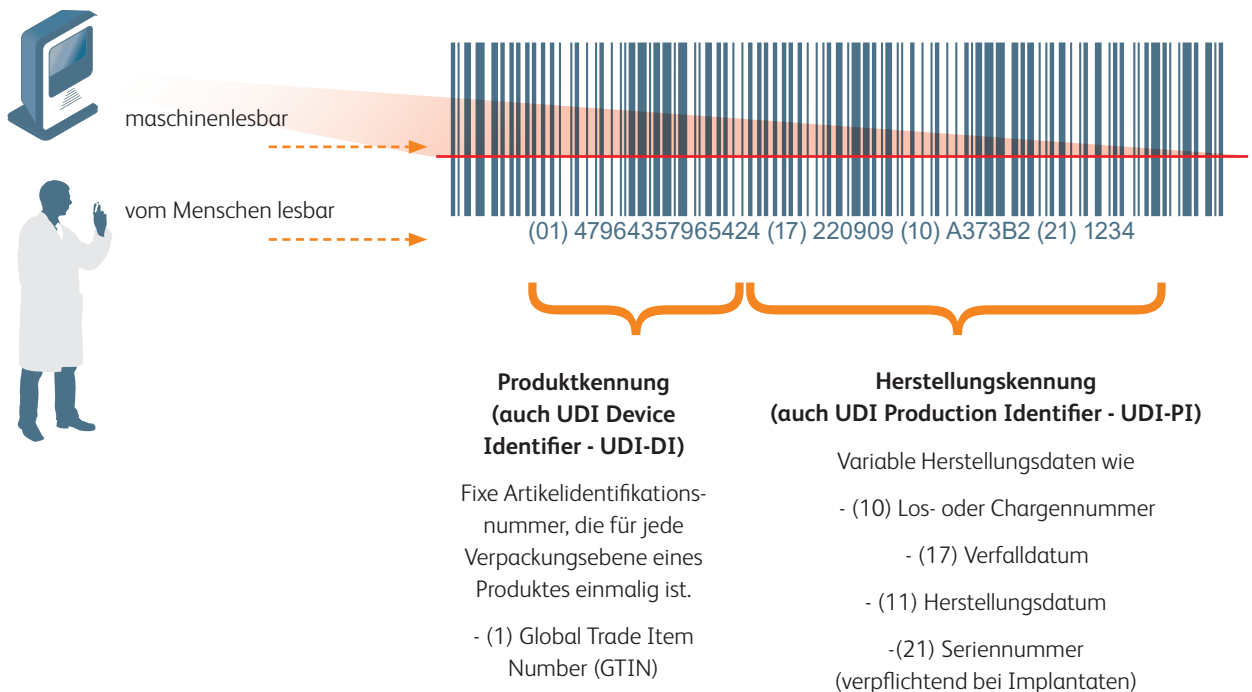 maschinenlesbar
vom Menschen lesbar
(01) 47964357965424 (17) 220909 (10) A373B2 (21) 1234
Produktkennung
(auch UDI Device
Identifier - UDI-DI)
Fixe Artikelidentifikations-
nummer, die für jede
Verpackungsebene eines
Produktes einmalig ist.
- (1) Global Trade Item
Number (GTIN)
Herstellungskennung
(auch UDI Production Identifier - UDI-PI)
Variable Herstellungsdaten wie
- (10) Los- oder Chargennummer
- (17) Verfalldatum
- (11) Herstellungsdatum
-(21) Seriennummer
(verpflichtend bei Implantaten)